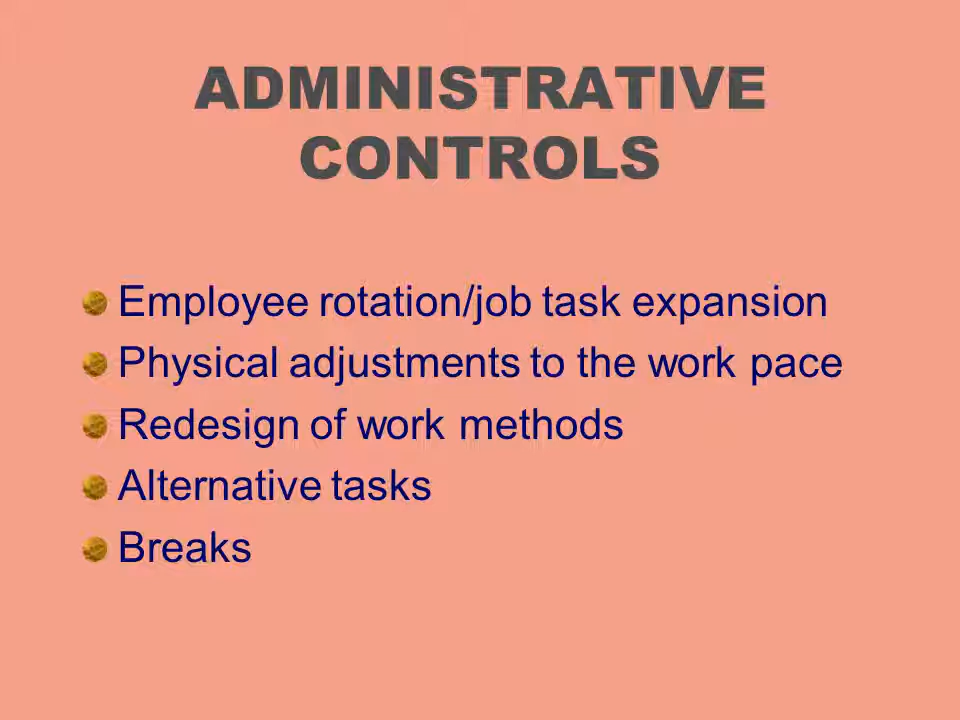 ADMINISTRATIVE
CONTROLS
Employee rotation/job task expansion
Physical adjustments to the work pace
Redesign of work methods
Alternative tasks
Breaks